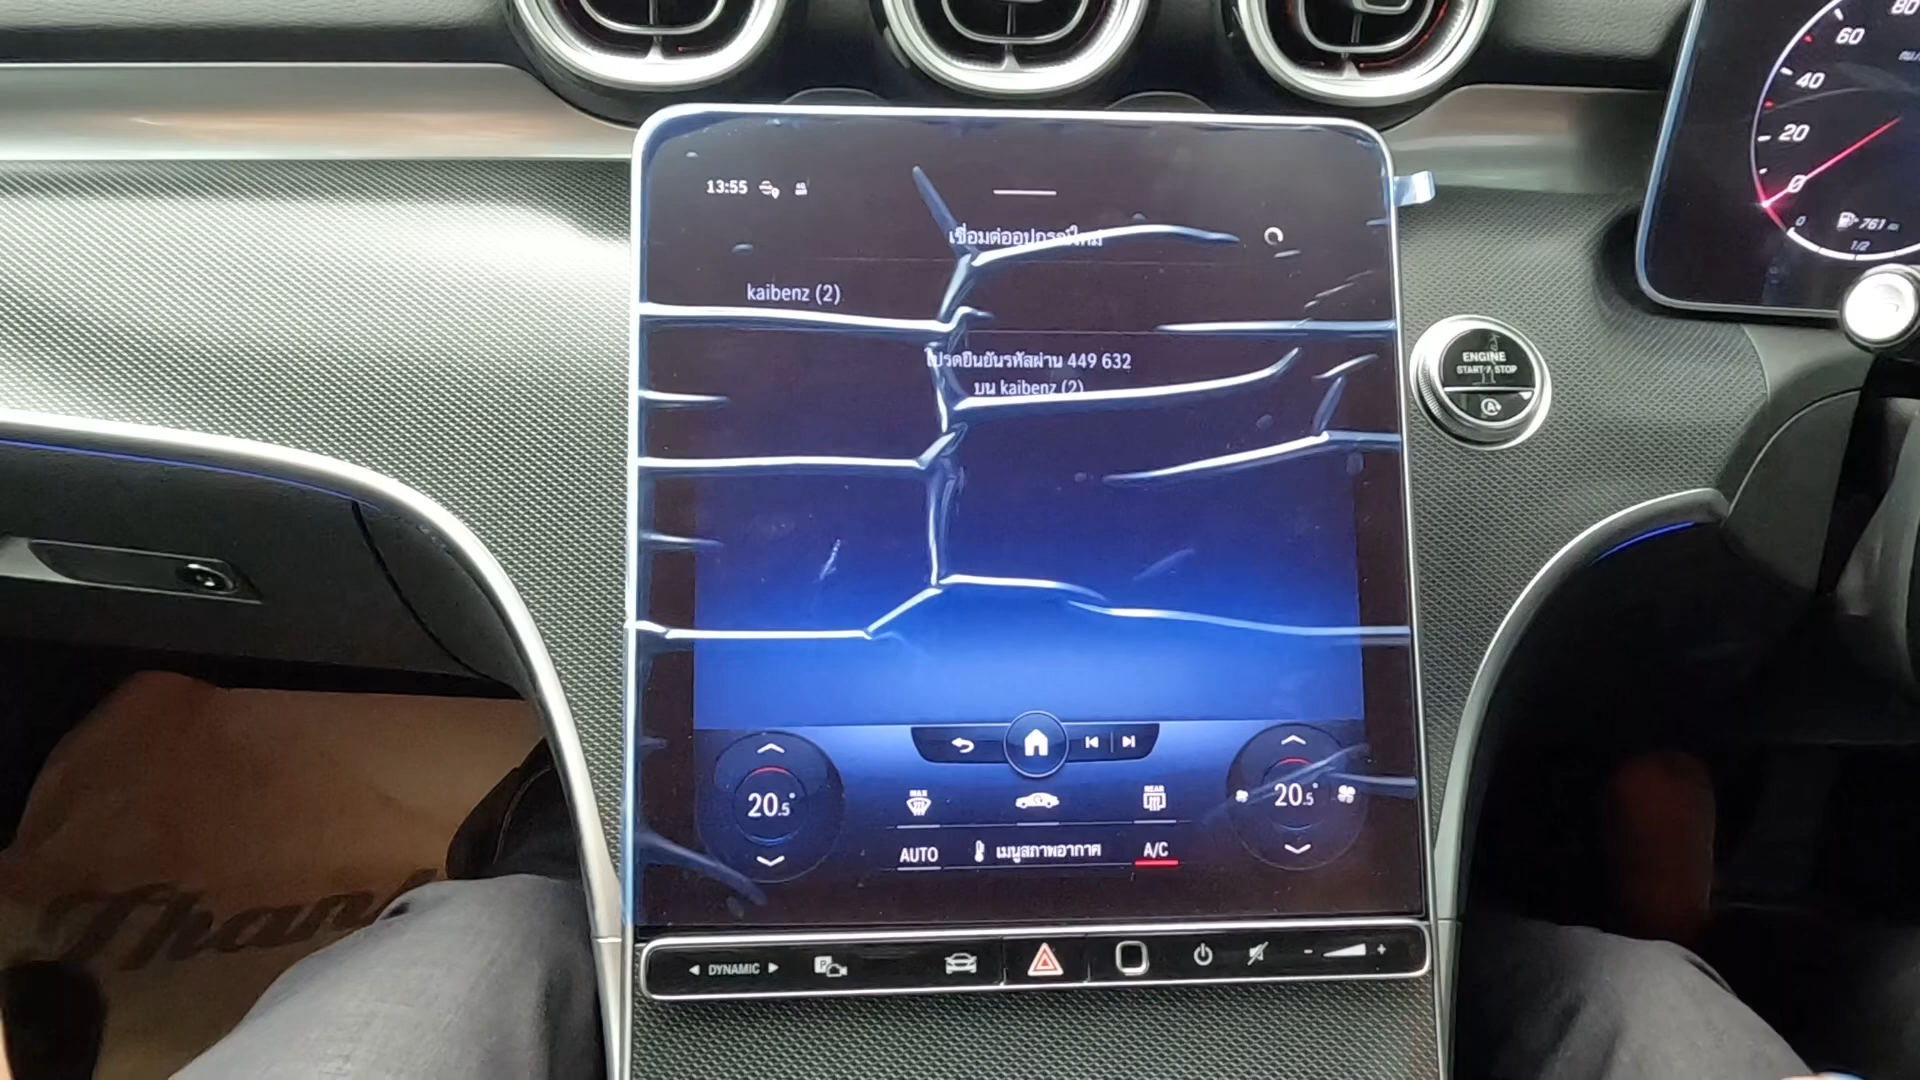 13:55
เชื่อมต่ออุปกรณ์ใหม่
kaibenz (2)
โปรดยืนยันรหัสผ่าน 449 632
บน kaibenz (2)
80
60
40
20
0
0
761
1/2
ENGINE
START / STOP
A
20.5°
MAX
REAR
20.5°
AUTO
เมนูสภาพอากาศ
A/C
DYNAMIC
P
- +